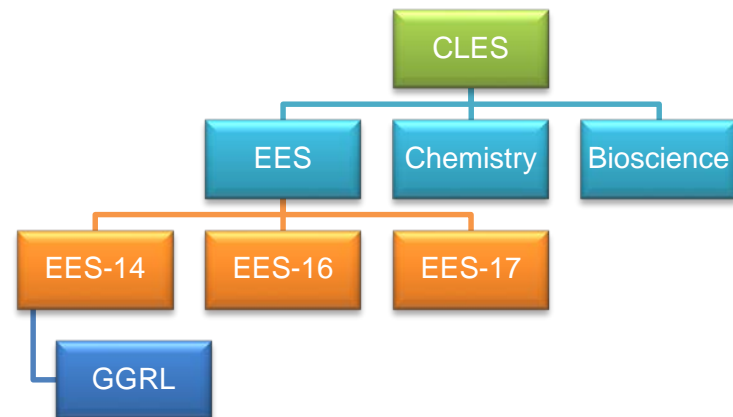 CLES
EES
Chemistry
Bioscience
EES-14
EES-16
EES-17
GGRL